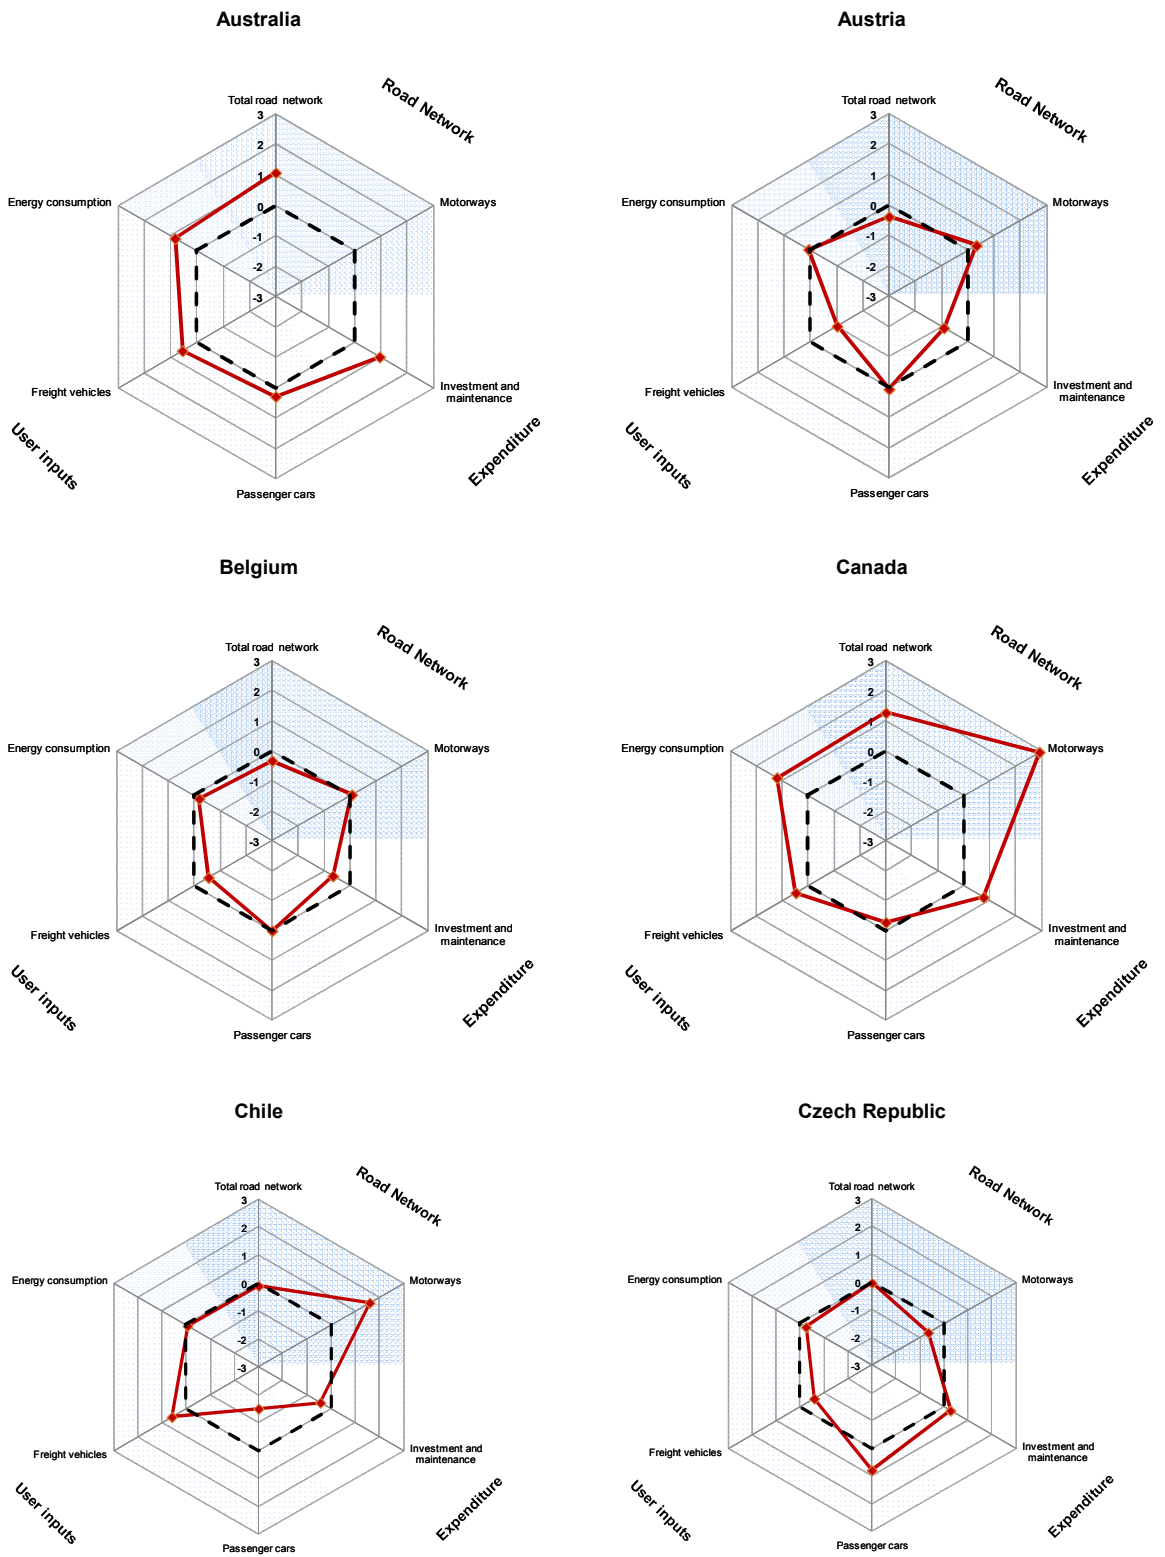 Australia
Road Network
Total road network
3
2
1
0
-1
-2
-3
Energy consumption
Motorways
Freight vehicles
Investment and
maintenance
User inputs
Expenditure
Passenger cars
Austria
Road Network
Total road network
3
2
1
0
-1
-2
-3
Energy consumption
Motorways
Freight vehicles
Investment and
maintenance
User inputs
Expenditure
Passenger cars
Belgium
Road Network
Total road network
3
2
1
0
-1
-2
-3
Energy consumption
Motorways
Freight vehicles
Investment and
maintenance
User inputs
Expenditure
Passenger cars
Canada
Road Network
Total road network
3
2
1
0
-1
-2
-3
Energy consumption
Motorways
Freight vehicles
Investment and
maintenance
User inputs
Expenditure
Passenger cars
Chile
Road Network
Total road network
3
2
1
0
-1
-2
-3
Energy consumption
Motorways
Freight vehicles
Investment and
maintenance
User inputs
Expenditure
Passenger cars
Czech Republic
Road Network
Total road network
3
2
1
0
-1
-2
-3
Energy consumption
Motorways
Freight vehicles
Investment and
maintenance
User inputs
Expenditure
Passenger cars